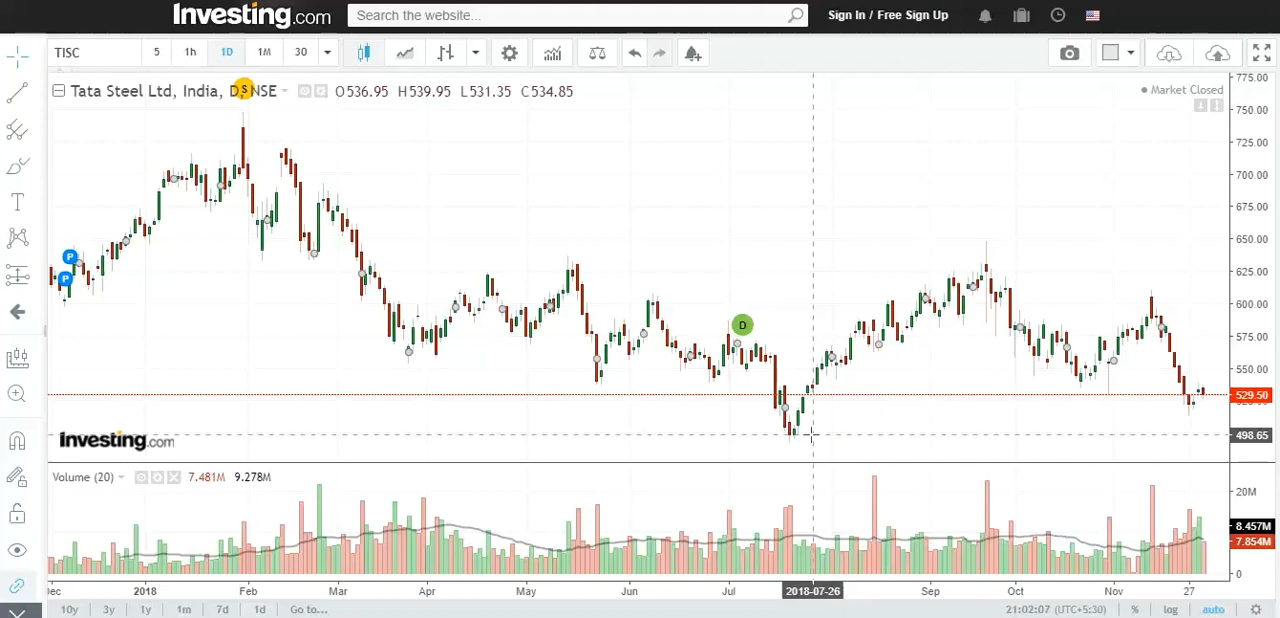 Investing.com
Search the website...
Sign In / Free Sign Up
TISC 5 1h 1D 1M 30
Tata Steel Ltd, India, D, NSE O536.95 H539.95 L531.35 C534.85
S
Market Closed
775.00
750.00
725.00
700.00
675.00
650.00
625.00
600.00
575.00
550.00
529.50
498.65
P
P
D
Investing.com
Volume (20) 7.481M 9.278M
20M
8.457M
7.854M
0
2018 Feb Mar Apr May Jun Jul 2018-07-26 Sep Oct Nov 27
10y 3y 1y 1m 7d 1d Go to... 21:02:07 (UTC+5:30) % log auto